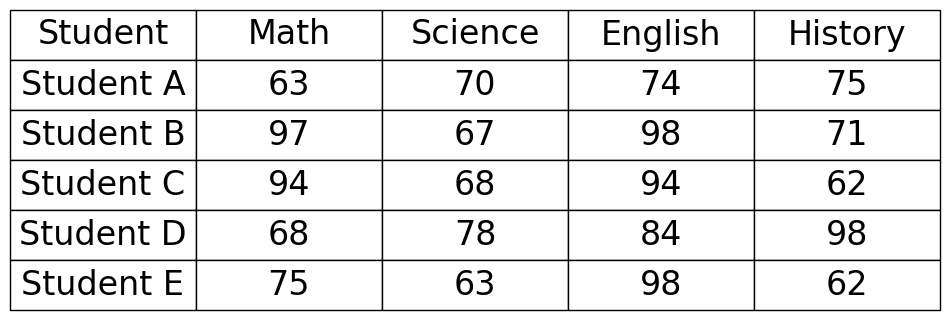 Student Math Science English History
Student A 63 70 74 75
Student B 97 67 98 71
Student C 94 68 94 62
Student D 68 78 84 98
Student E 75 63 98 62